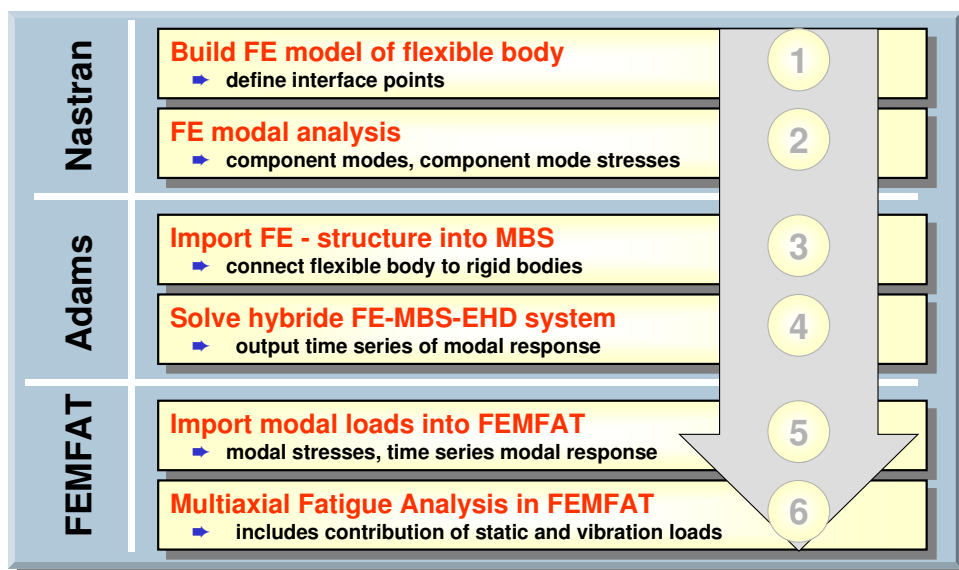 Nastran
Build FE model of flexible body
➨ define interface points
1
FE modal analysis
➨ component modes, component mode stresses
2
Adams
Import FE - structure into MBS
➨ connect flexible body to rigid bodies
3
Solve hybride FE-MBS-EHD system
➨ output time series of modal response
4
FEMFAT
Import modal loads into FEMFAT
➨ modal stresses, time series modal response
5
Multiaxial Fatigue Analysis in FEMFAT
➨ includes contribution of static and vibration loads
6